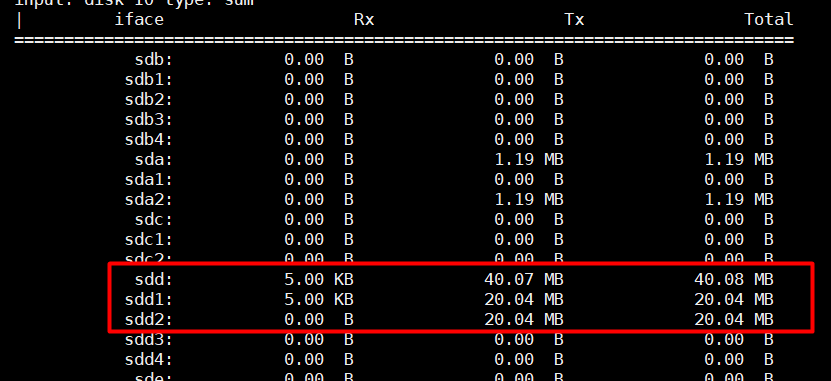 input: disk IO type: sum
| iface Rx Tx Total
==============================================================================
sdb: 0.00 B 0.00 B 0.00 B
sdb1: 0.00 B 0.00 B 0.00 B
sdb2: 0.00 B 0.00 B 0.00 B
sdb3: 0.00 B 0.00 B 0.00 B
sdb4: 0.00 B 0.00 B 0.00 B
sda: 0.00 B 1.19 MB 1.19 MB
sda1: 0.00 B 0.00 B 0.00 B
sda2: 0.00 B 1.19 MB 1.19 MB
sdc: 0.00 B 0.00 B 0.00 B
sdc1: 0.00 B 0.00 B 0.00 B
sdc2: 0.00 B 0.00 B 0.00 B
sdd: 5.00 KB 40.07 MB 40.08 MB
sdd1: 5.00 KB 20.04 MB 20.04 MB
sdd2: 0.00 B 20.04 MB 20.04 MB
sdd3: 0.00 B 0.00 B 0.00 B
sdd4: 0.00 B 0.00 B 0.00 B
sde: 0.00 B 0.00 B 0.00 B